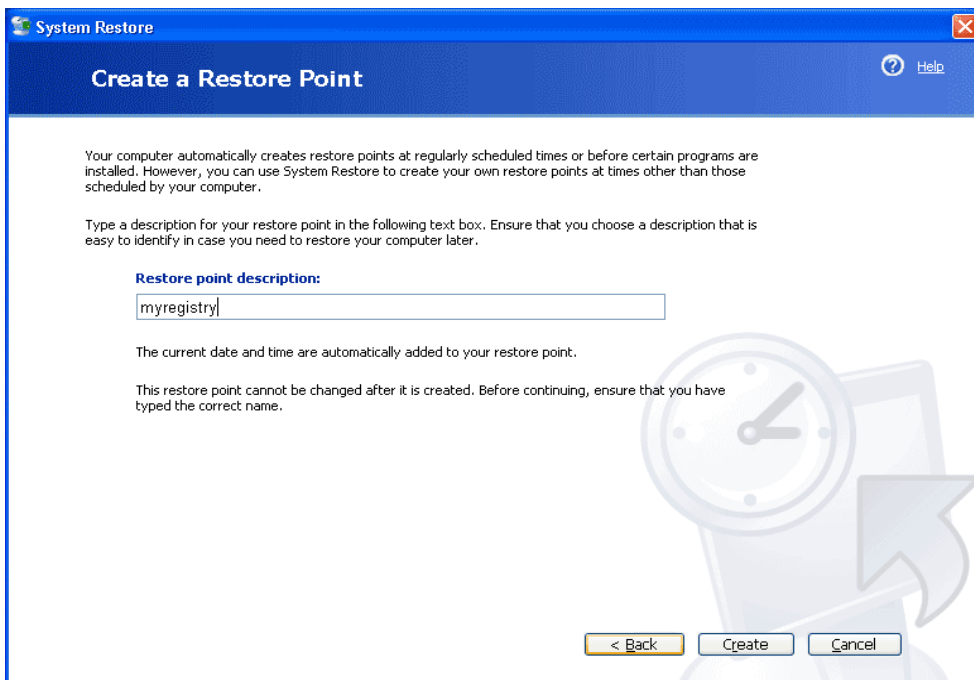 System Restore
Create a Restore Point
Help
Your computer automatically creates restore points at regularly scheduled times or before certain programs are
installed. However, you can use System Restore to create your own restore points at times other than those
scheduled by your computer.
Type a description for your restore point in the following text box. Ensure that you choose a description that is
easy to identify in case you need to restore your computer later.
Restore point description:
myregistry
The current date and time are automatically added to your restore point.
This restore point cannot be changed after it is created. Before continuing, ensure that you have
typed the correct name.
< Back Create Cancel